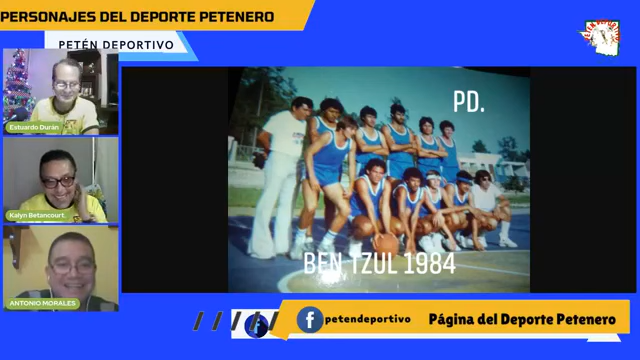 PERSONAJES DEL DEPORTE PETENERO
PETÉN DEPORTIVO
Estuardo Durán
Kalyn Betancourt.
ANTONIO MORALES
PD.
BEN TZUL 1984
petendeportivo
Página del Deporte Petenero